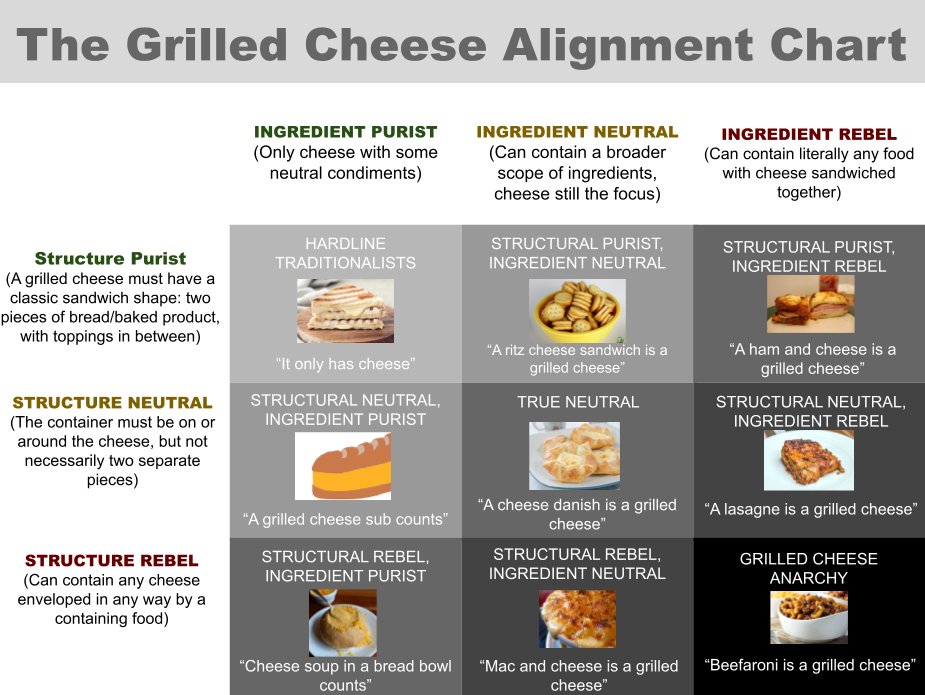 The Grilled Cheese Alignment Chart
INGREDIENT PURIST
(Only cheese with some
neutral condiments)
INGREDIENT NEUTRAL
(Can contain a broader
scope of ingredients,
cheese still the focus)
INGREDIENT REBEL
(Can contain literally any food
with cheese sandwiched
together)
Structure Purist
(A grilled cheese must have a
classic sandwich shape: two
pieces of bread/baked product,
with toppings in between)
HARDLINE
TRADITIONALISTS
“It only has cheese”
STRUCTURAL PURIST,
INGREDIENT NEUTRAL
“A ritz cheese sandwich is a
grilled cheese”
STRUCTURAL PURIST,
INGREDIENT REBEL
“A ham and cheese is a
grilled cheese”
STRUCTURE NEUTRAL
(The container must be on or
around the cheese, but not
necessarily two separate
pieces)
STRUCTURAL NEUTRAL,
INGREDIENT PURIST
“A grilled cheese sub counts”
TRUE NEUTRAL
“A cheese danish is a grilled
cheese”
STRUCTURAL NEUTRAL,
INGREDIENT REBEL
“A lasagne is a grilled cheese”
STRUCTURE REBEL
(Can contain any cheese
enveloped in any way by a
containing food)
STRUCTURAL REBEL,
INGREDIENT PURIST
“Cheese soup in a bread bowl
counts”
STRUCTURAL REBEL,
INGREDIENT NEUTRAL
“Mac and cheese is a grilled
cheese”
GRILLED CHEESE
ANARCHY
“Beefaroni is a grilled cheese”